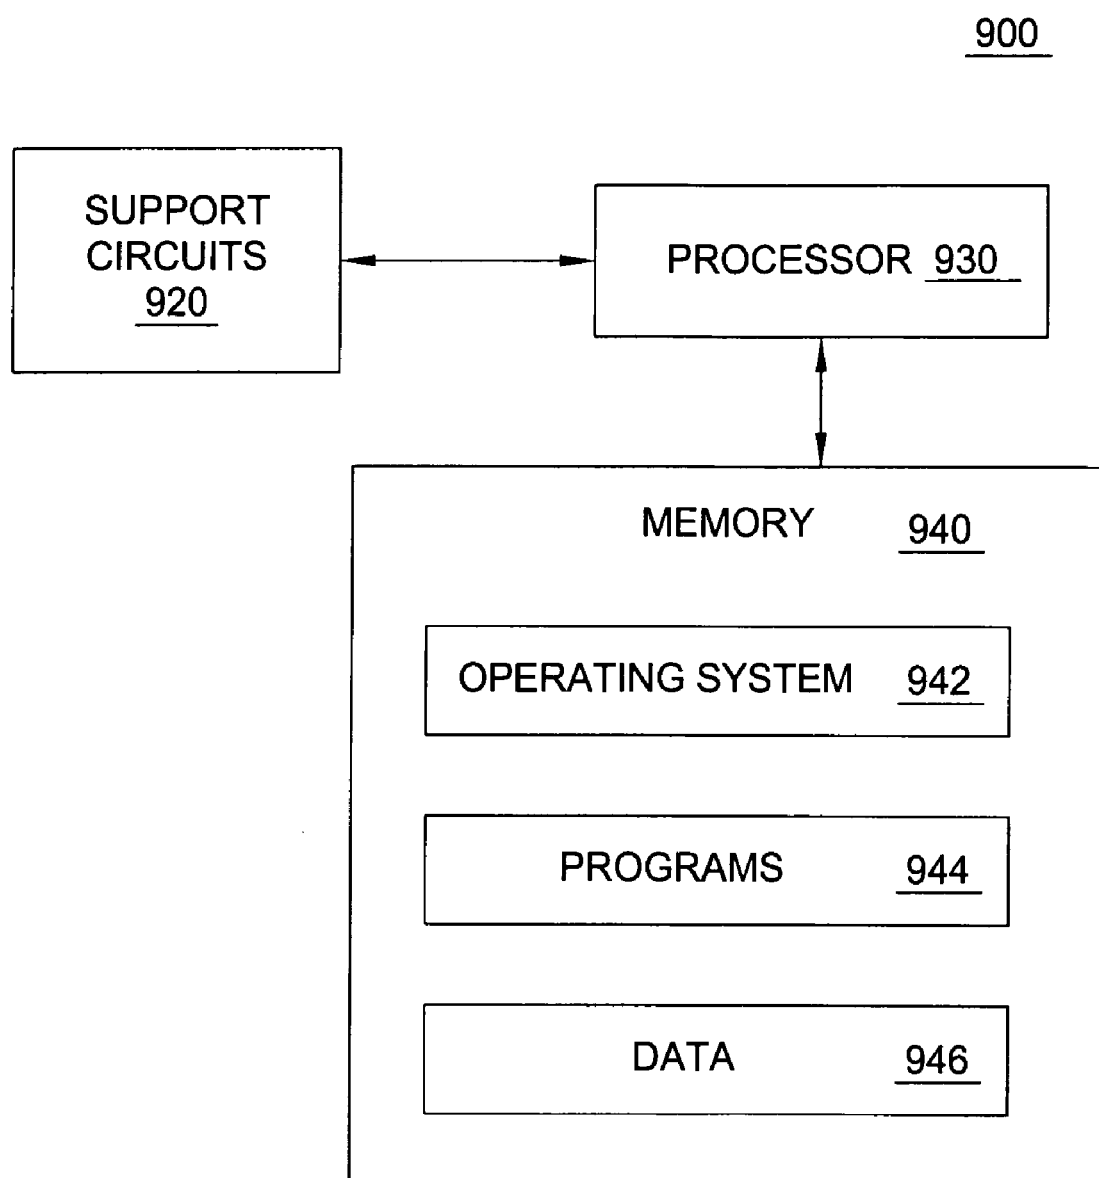 900
SUPPORT
CIRCUITS
920
PROCESSOR 930
MEMORY 940
OPERATING SYSTEM 942
PROGRAMS 944
DATA 946